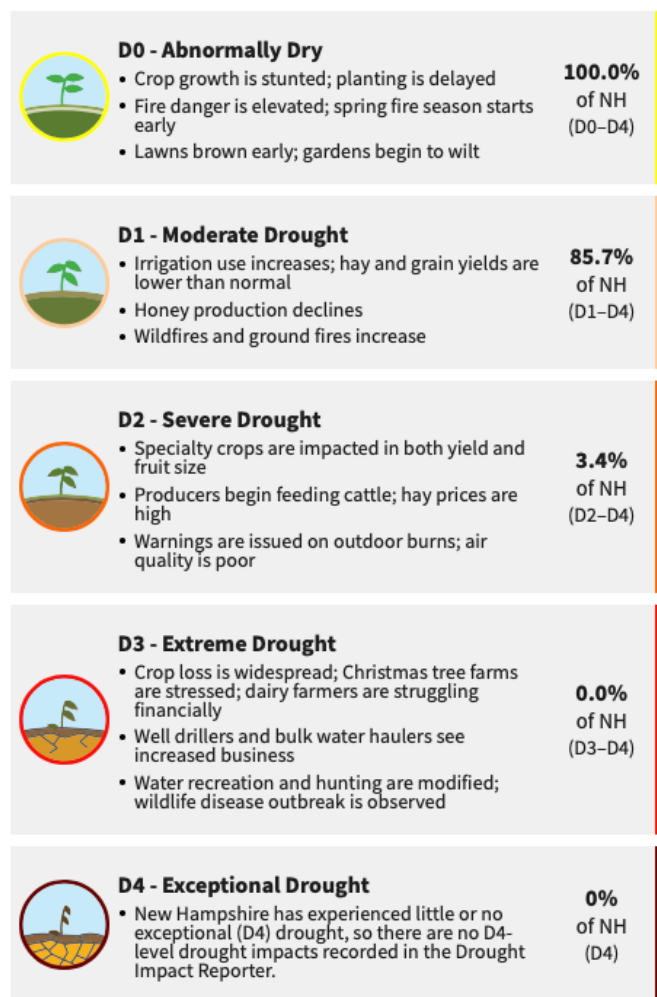 D0 - Abnormally Dry
• Crop growth is stunted; planting is delayed
• Fire danger is elevated; spring fire season starts
early
• Lawns brown early; gardens begin to wilt
100.0%
of NH
(D0–D4)
D1 - Moderate Drought
• Irrigation use increases; hay and grain yields are
lower than normal
• Honey production declines
• Wildfires and ground fires increase
85.7%
of NH
(D1–D4)
D2 - Severe Drought
• Specialty crops are impacted in both yield and
fruit size
• Producers begin feeding cattle; hay prices are
high
• Warnings are issued on outdoor burns; air
quality is poor
3.4%
of NH
(D2–D4)
D3 - Extreme Drought
• Crop loss is widespread; Christmas tree farms
are stressed; dairy farmers are struggling
financially
• Well drillers and bulk water haulers see
increased business
• Water recreation and hunting are modified;
wildlife disease outbreak is observed
0.0%
of NH
(D3–D4)
D4 - Exceptional Drought
• New Hampshire has experienced little or no
exceptional (D4) drought, so there are no D4-
level drought impacts recorded in the Drought
Impact Reporter.
0%
of NH
(D4)